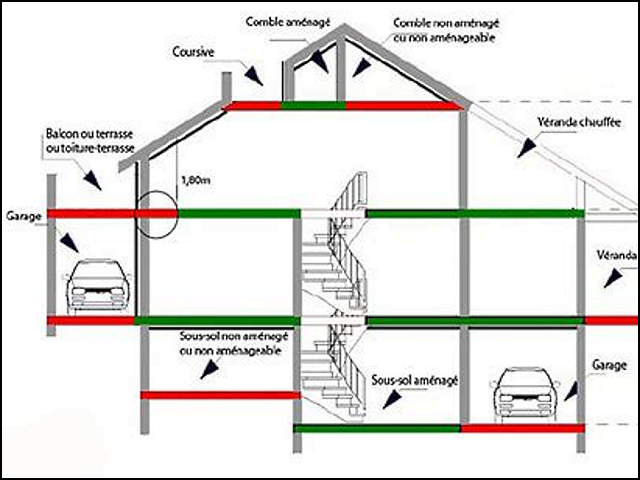 Comble aménagé
Comble non aménagé
ou non aménageable
Coursive
Véranda chauffée
Balcon ou terrasse
ou toiture-terrasse
1,80m
Garage
Véranda
Sous-sol non aménagé
ou non aménageable
Garage
Sous-sol aménagé